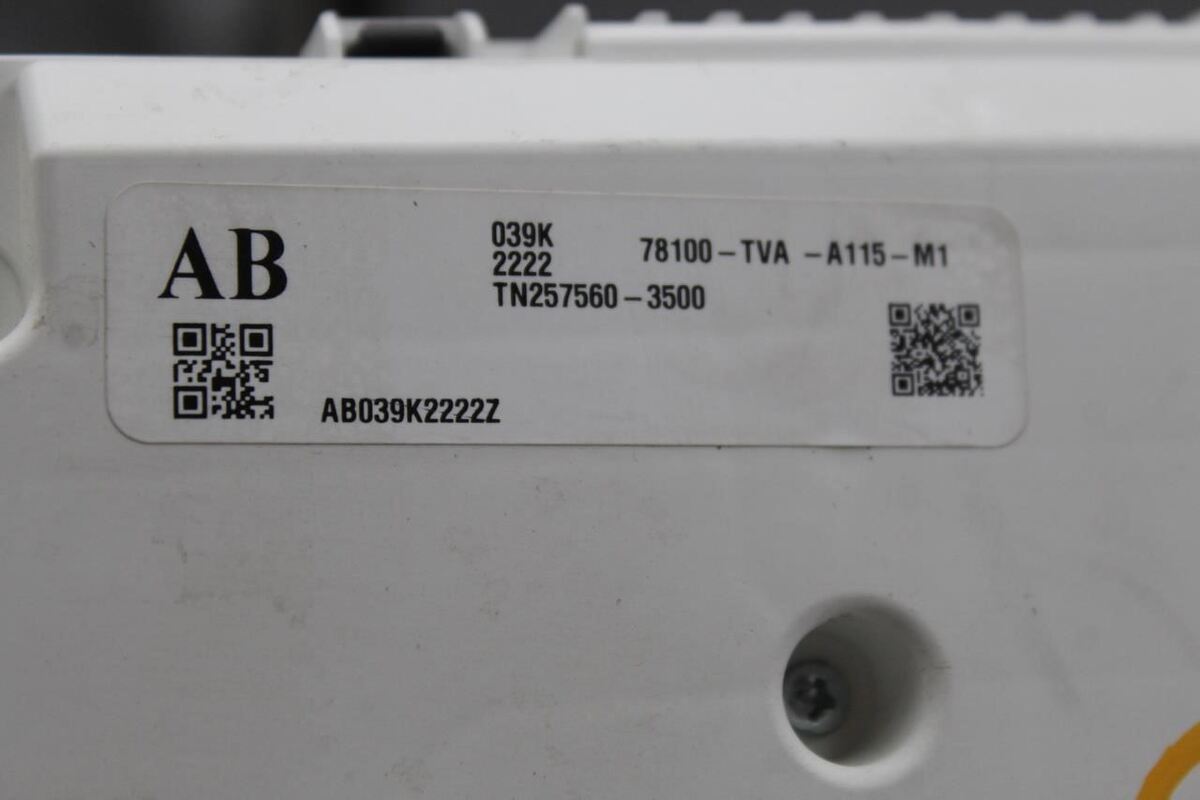 AB
039K
2222
78100-TVA -A115-M1
TN257560-3500
AB039K2222Z